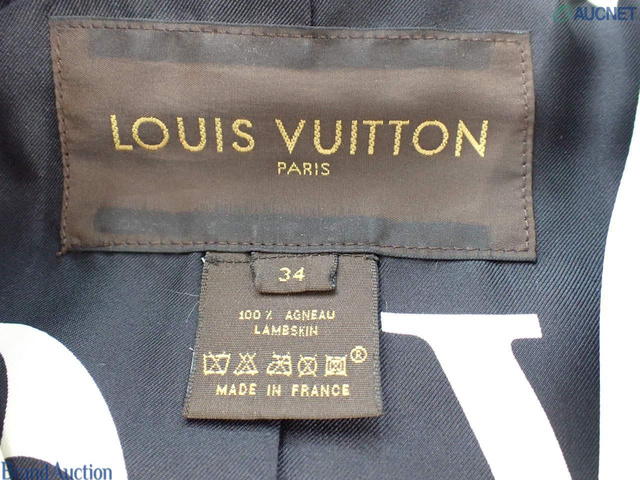 AUCNET
LOUIS VUITTON
PARIS
34
100 % AGNEAU
LAMBSKIN
®
MADE IN FRANCE
V
Brand Auction